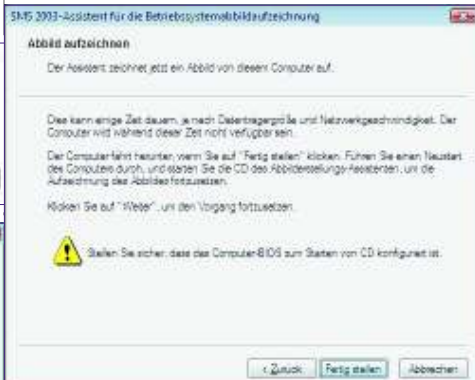 SMS 2003-Assistent für die Betriebssystemabbildaufzeichnung
Abbild aufzeichnen
Der Assistent zeichnet jetzt ein Abbild von diesem Computer auf.
Dies kann einige Zeit dauern, je nach Datenträgergröße und Netzwerkgeschwindigkeit. Der
Computer wird während dieser Zeit nicht verfügbar sein.
Der Computer fährt herunter, wenn Sie auf "Fertig stellen" klicken. Führen Sie einen Neustart
des Computers durch, und starten Sie die CD des Abbilderstellungs-Assistenten, um die
Aufzeichnung des Abbildes fortzusetzen.
Klicken Sie auf "Weiter", um den Vorgang fortzusetzen.
Stellen Sie sicher, dass das Computer-BIOS zum Starten von CD konfiguriert ist.
< Zurück Fertig stellen Abbrechen